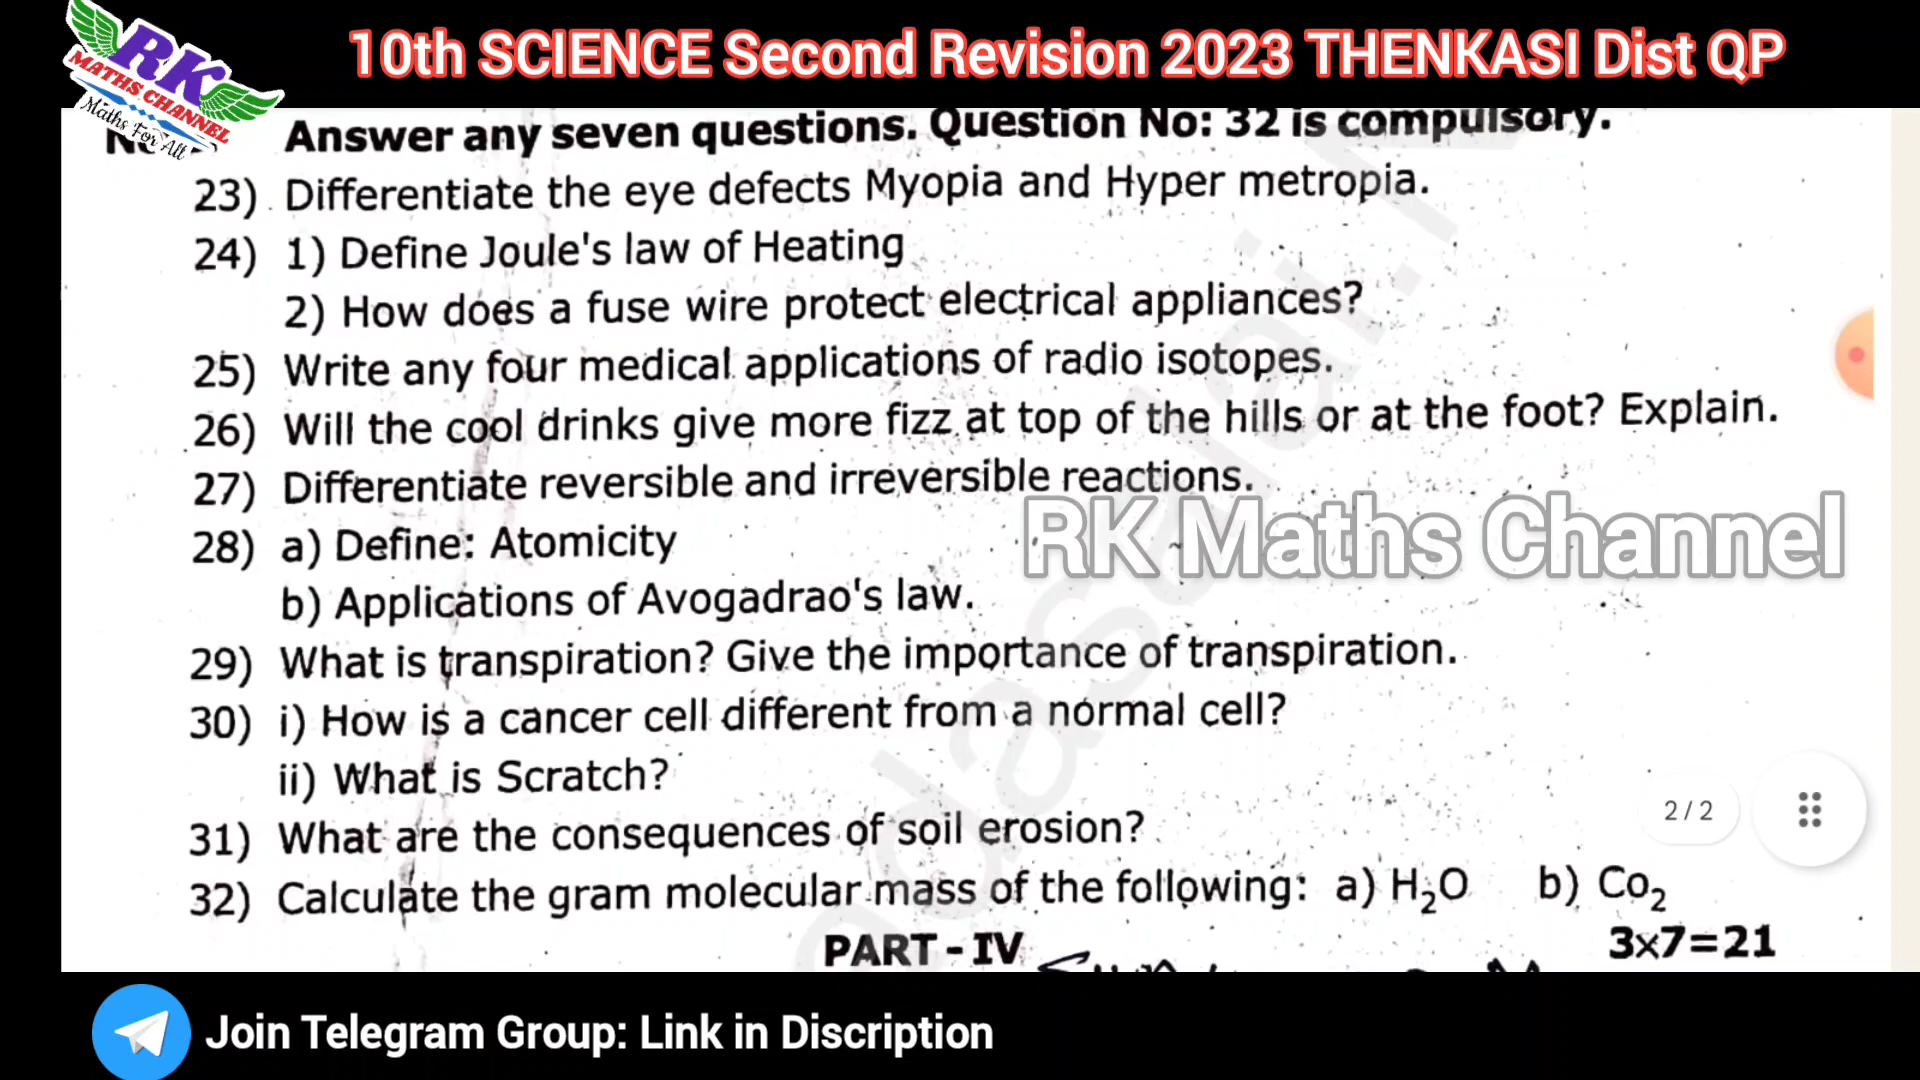 10th SCIENCE Second Revision 2023 THENKASI Dist QP
RK
MATHS CHANNEL
Maths For All
Answer any seven questions. Question No: 32 is compulsory.
23) Differentiate the eye defects Myopia and Hyper metropia.
24) 1) Define Joule's law of Heating
2) How does a fuse wire protect electrical appliances?
25) Write any four medical applications of radio isotopes.
26) Will the cool drinks give more fizz at top of the hills or at the foot? Explain.
27) Differentiate reversible and irreversible reactions.
RK Maths Channel
28) a) Define: Atomicity
b) Applications of Avogadrao's law.
29) What is transpiration? Give the importance of transpiration.
30) i) How is a cancer cell different from a normal cell?
ii) What is Scratch?
2 / 2
31) What are the consequences of soil erosion?
32) Calculate the gram molecular mass of the following: a) H₂O b) Co₂
PART - IV 3x7=21
Join Telegram Group: Link in Discription